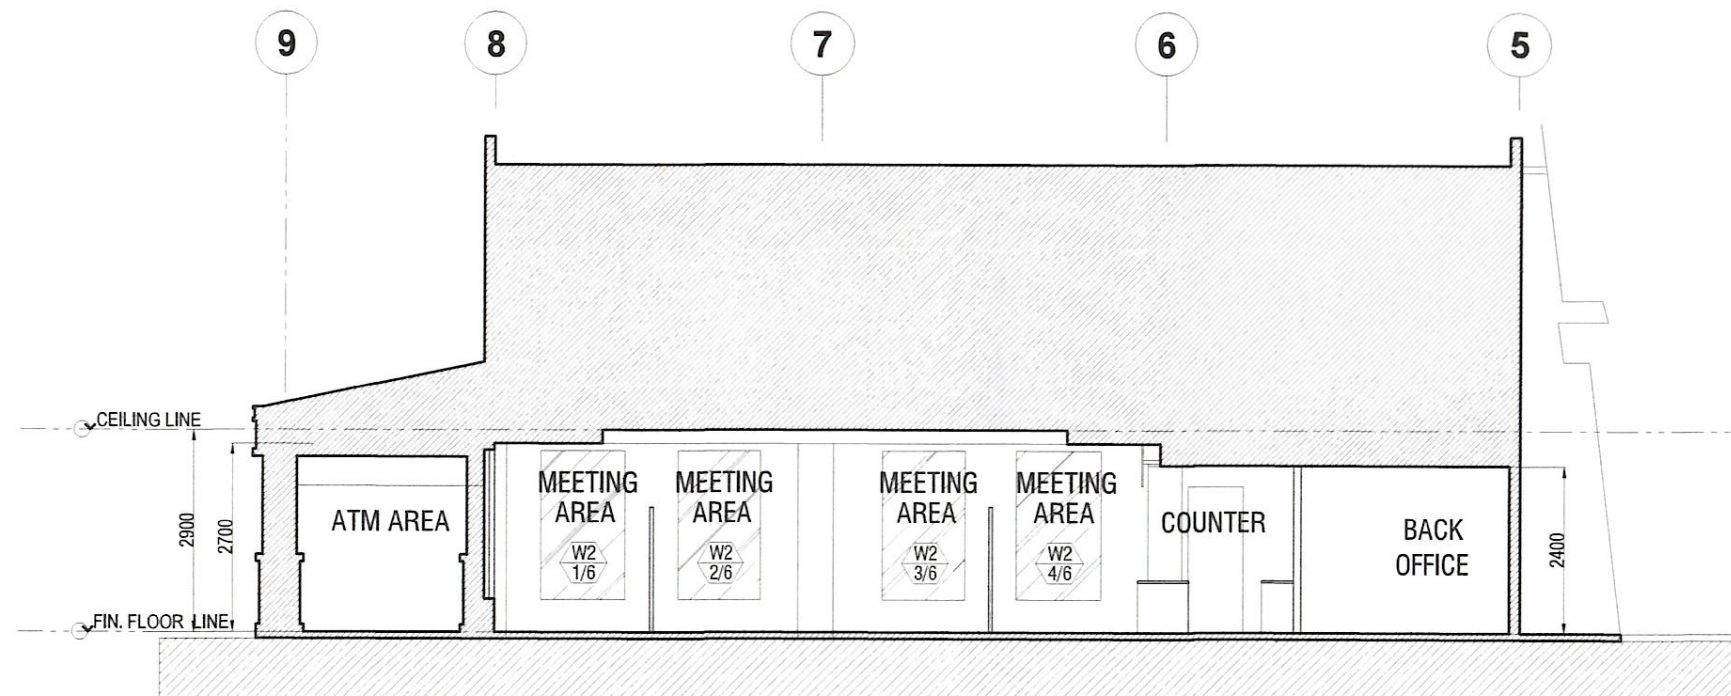 9 8 7 6 5
CEILING LINE
MEETING MEETING MEETING MEETING
AREA AREA AREA AREA
ATM AREA
COUNTER
BACK
OFFICE
W2 W2 W2 W2
1/6 2/6 3/6 4/6
2900
2700
2400
FIN. FLOOR LINE